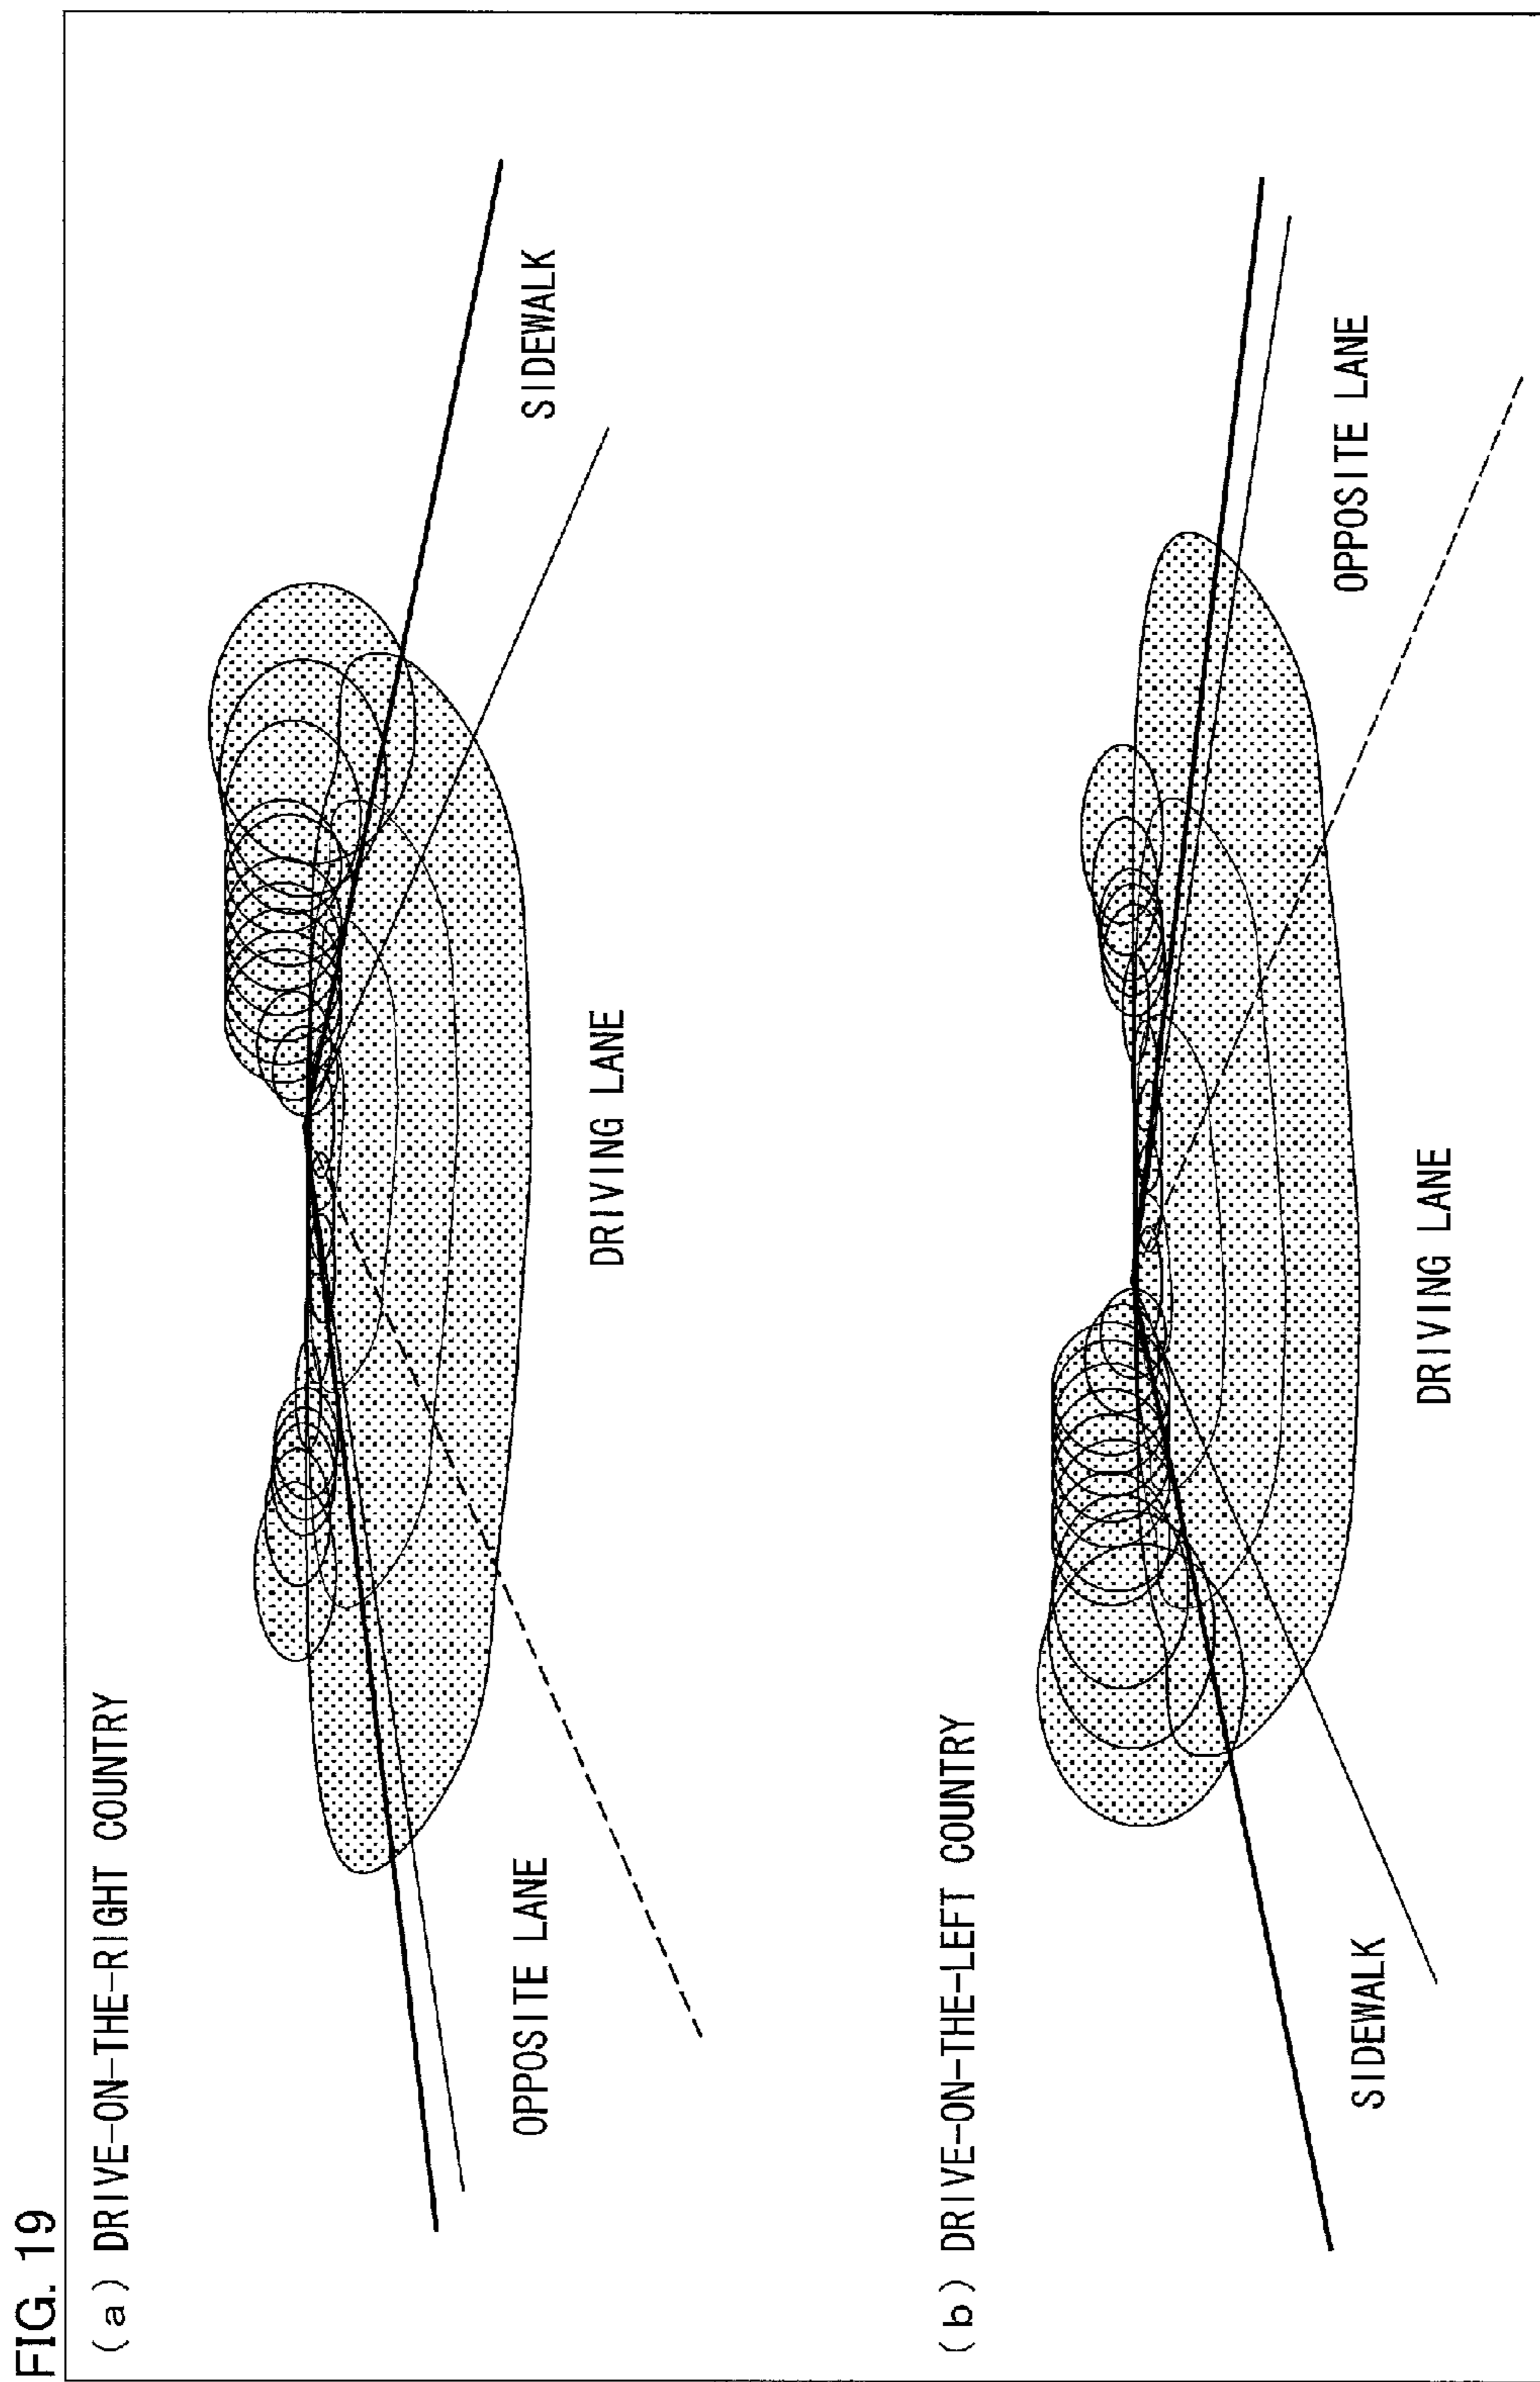 FIG. 19
(a) DRIVE-ON-THE-RIGHT COUNTRY
OPPOSITE LANE
DRIVING LANE
SIDEWALK
(b) DRIVE-ON-THE-LEFT COUNTRY
SIDEWALK
DRIVING LANE
OPPOSITE LANE